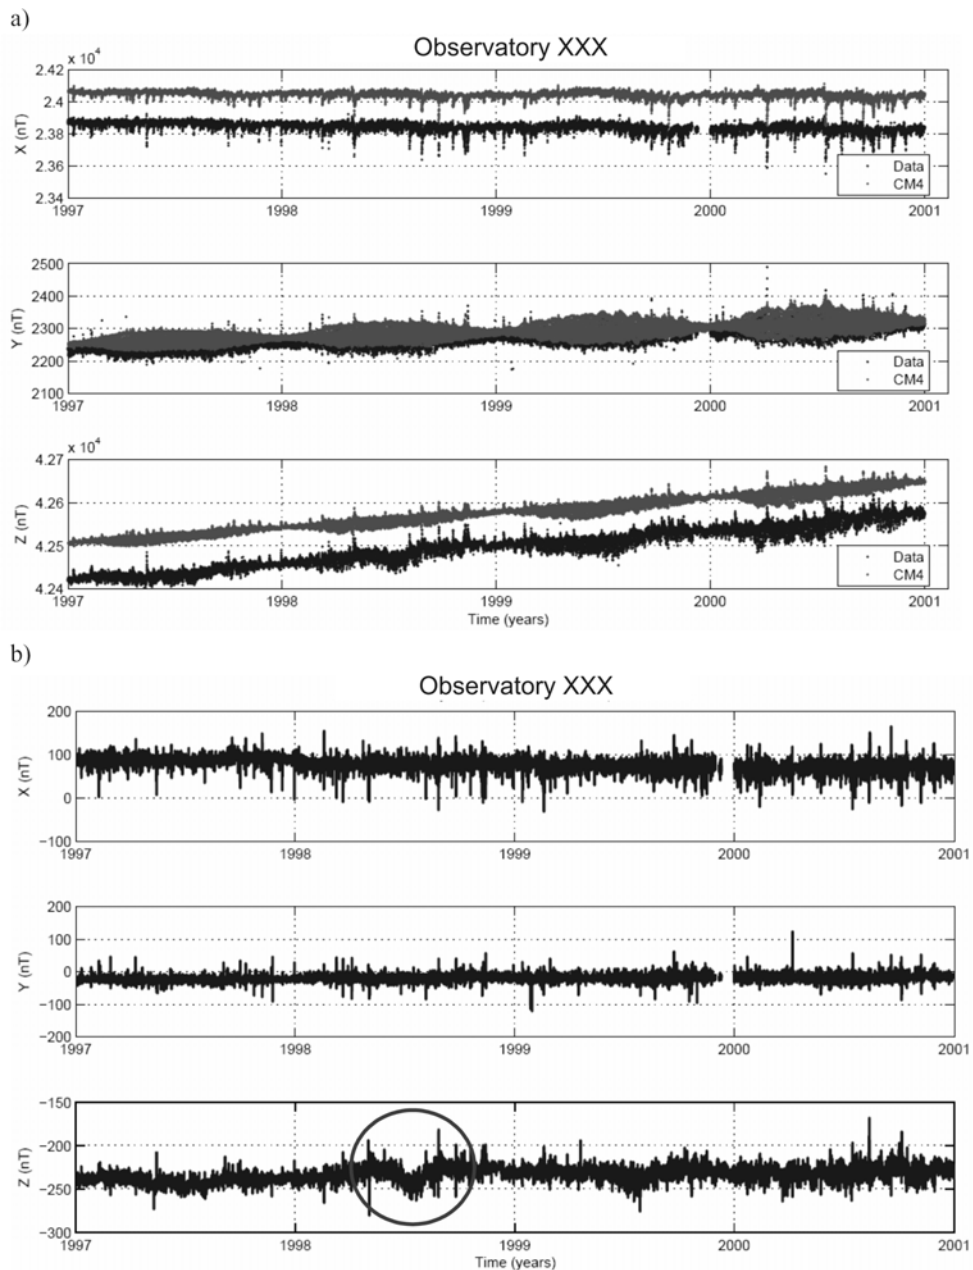 a)
Observatory XXX
x 10⁴
2.42
2.4
2.38
2.36
2.34
X (nT)
Data
CM4
1997 1998 1999 2000 2001
2500
2400
2300
2200
2100
Y (nT)
Data
CM4
1997 1998 1999 2000 2001
x 10⁴
4.27
4.26
4.25
4.24
Z (nT)
Data
CM4
1997 1998 1999 2000 2001
Time (years)
b)
Observatory XXX
200
100
0
−100
X (nT)
1997 1998 1999 2000 2001
200
100
0
−100
−200
Y (nT)
1997 1998 1999 2000 2001
−150
−200
−250
−300
Z (nT)
1997 1998 1999 2000 2001
Time (years)